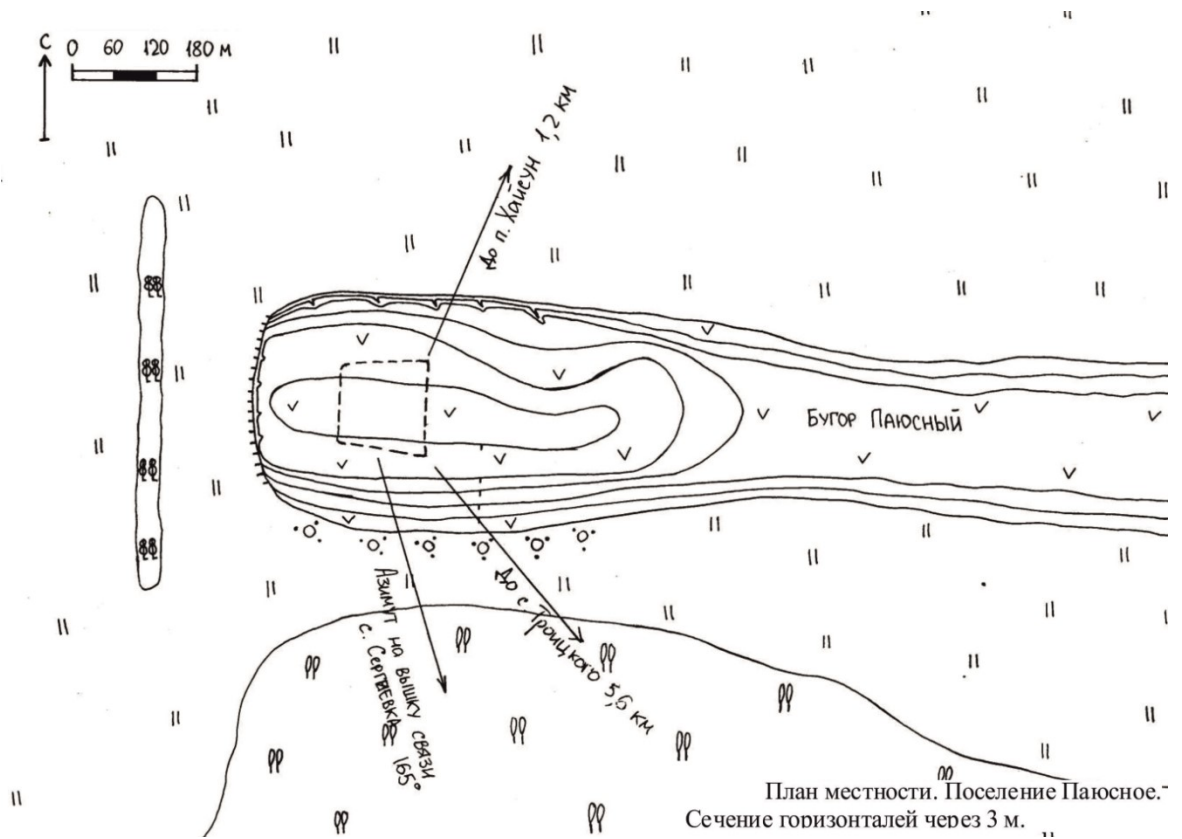 С 0 60 120 180 м
До п. Хайсун 1,2 км
БУГОР ПАЮСНЫЙ
До с. Троицкого 5,6 км
Азимут на вышку связи
с. Сергеевка 165°
План местности. Поселение Паюсное.
Сечение горизонталей через 3 м.